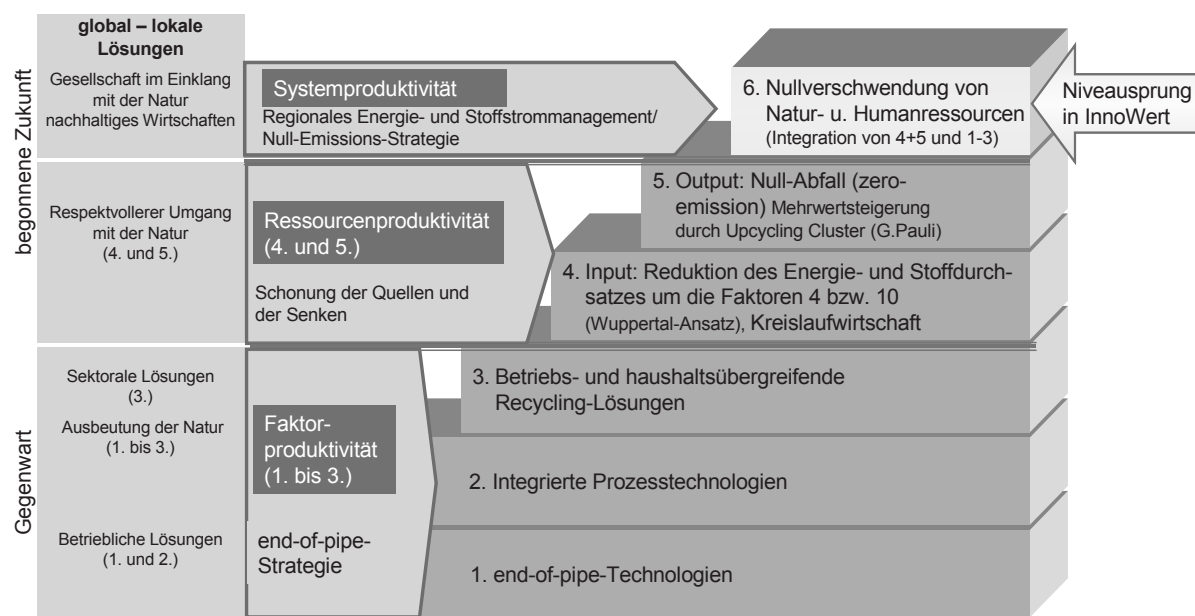 global – lokale
Lösungen
Gesellschaft im Einklang
mit der Natur
nachhaltiges Wirtschaften
Systemproduktivität
Regionales Energie- und Stoffstrommanagement/
Null-Emissions-Strategie
6. Nullverschwendung von
Natur- u. Humanressourcen
(Integration von 4+5 und 1-3)
Niveausprung
in InnoWert
begonnene Zukunft
Respektvollerer Umgang
mit der Natur
(4. und 5.)
Ressourcenproduktivität
(4. und 5.)
Schonung der Quellen und
der Senken
5. Output: Null-Abfall (zero-
emission) Mehrwertsteigerung
durch Upcycling Cluster (G.Pauli)
4. Input: Reduktion des Energie- und Stoffdurch-
satzes um die Faktoren 4 bzw. 10
(Wuppertal-Ansatz), Kreislaufwirtschaft
Gegenwart
Sektorale Lösungen
(3.)
Ausbeutung der Natur
(1. bis 3.)
Betriebliche Lösungen
(1. und 2.)
Faktor-
produktivität
(1. bis 3.)
end-of-pipe-
Strategie
3. Betriebs- und haushaltsübergreifende
Recycling-Lösungen
2. Integrierte Prozesstechnologien
1. end-of-pipe-Technologien